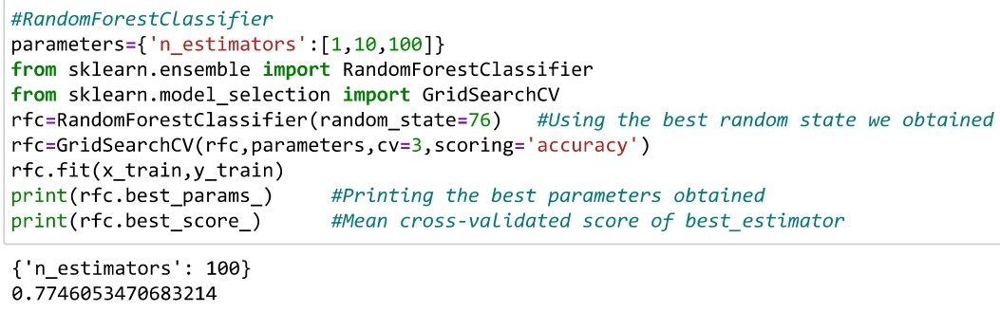 #RandomForestClassifier
parameters={'n_estimators':[1,10,100]}
from sklearn.ensemble import RandomForestClassifier
from sklearn.model_selection import GridSearchCV
rfc=RandomForestClassifier(random_state=76)   #Using the best random state we obtained
rfc=GridSearchCV(rfc,parameters,cv=3,scoring='accuracy')
rfc.fit(x_train,y_train)
print(rfc.best_params_)     #Printing the best parameters obtained
print(rfc.best_score_)      #Mean cross-validated score of best_estimator
{'n_estimators': 100}
0.7746053470683214